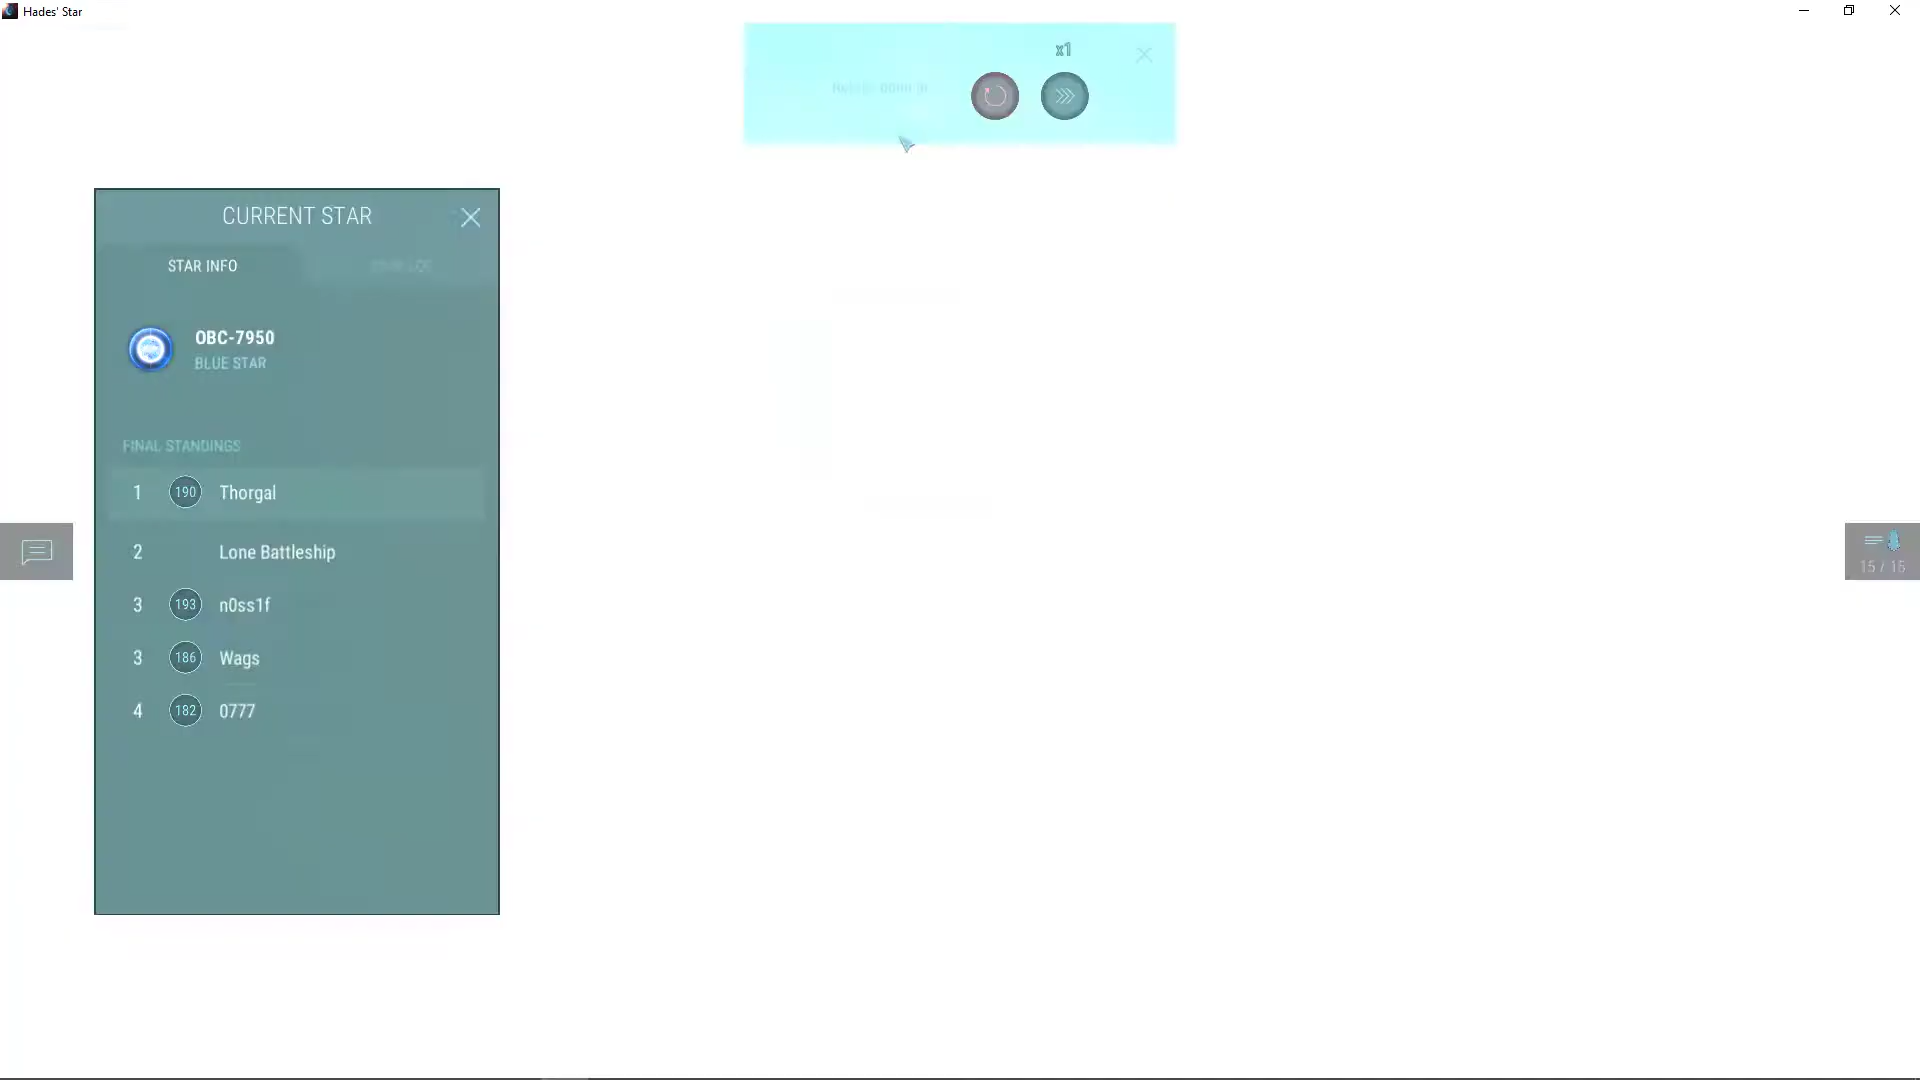 Hades' Star
x1
CURRENT STAR
STAR INFO
OBC-7950
BLUE STAR
FINAL STANDINGS
1 190 Thorgal
2 Lone Battleship
3 193 n0ss1f
3 186 Wags
4 182 0777
15 / 15